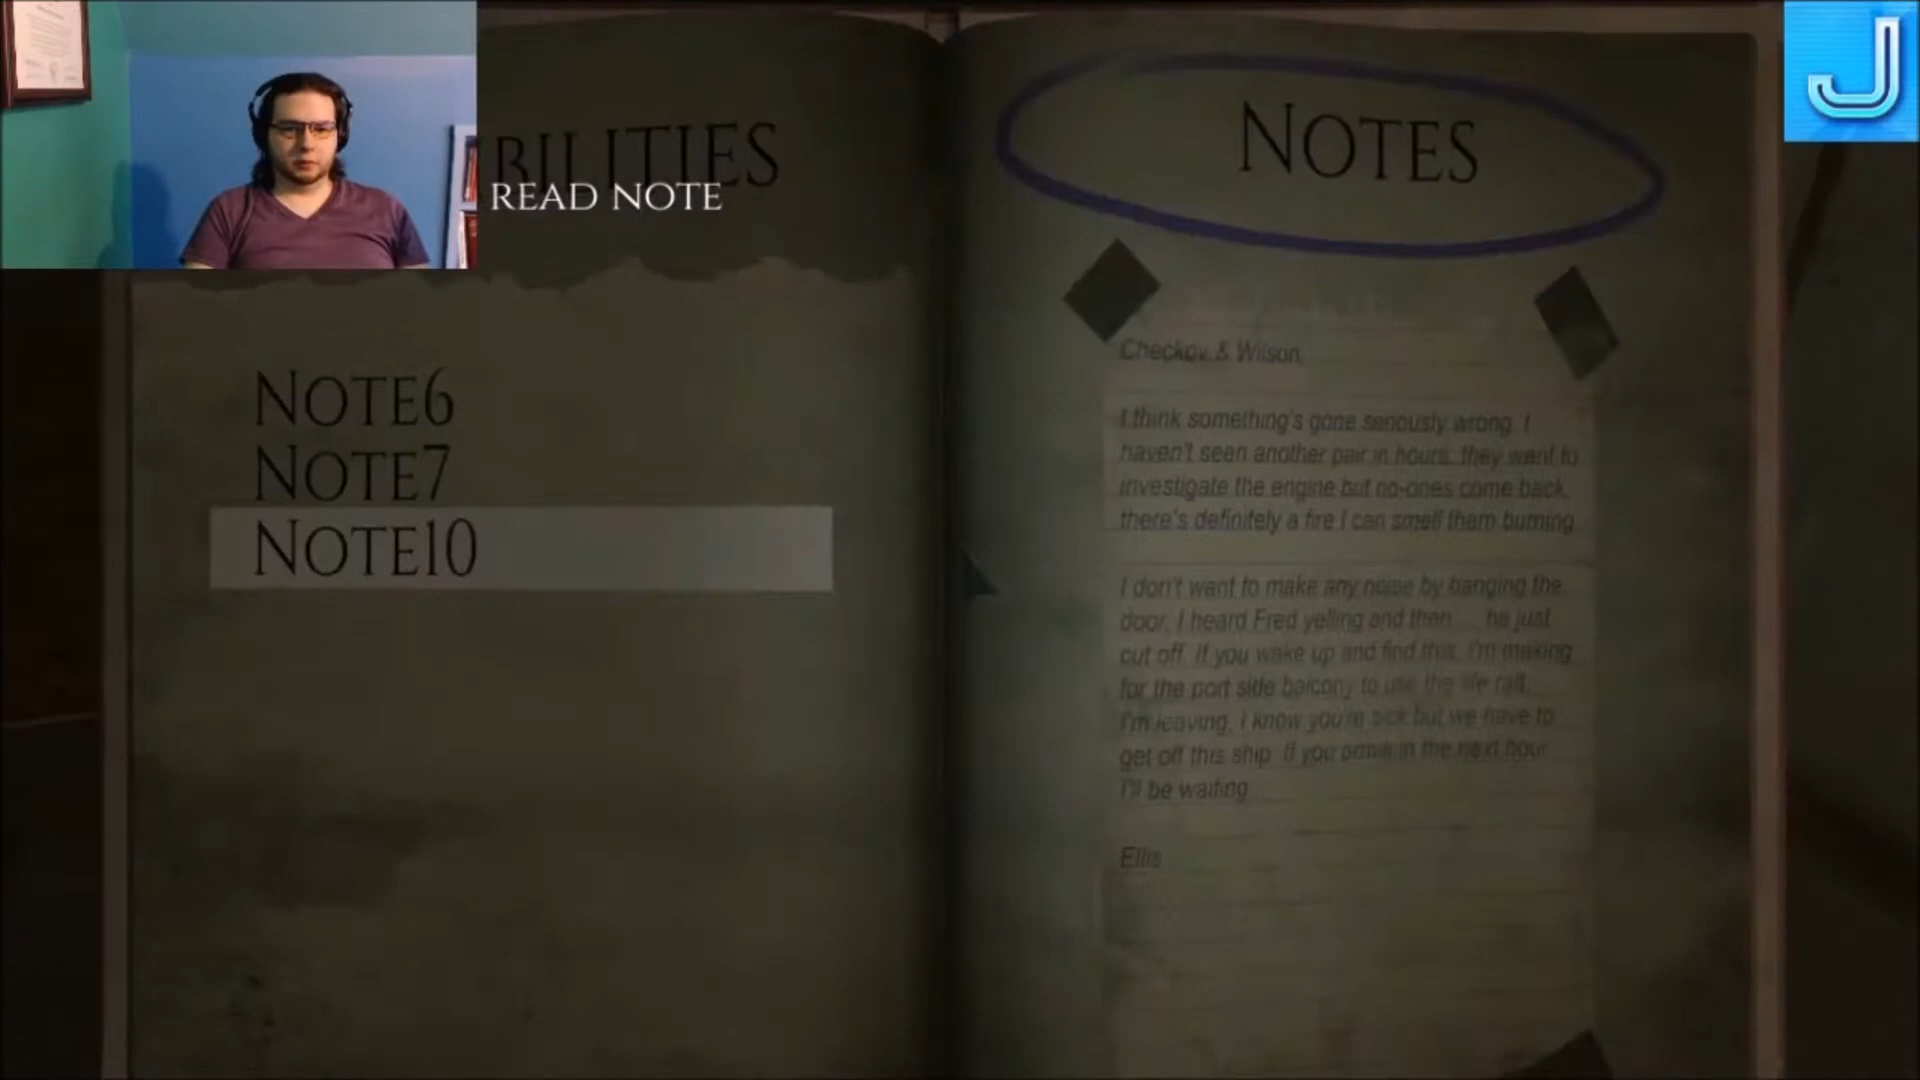 BILITIES
READ NOTE
NOTES
J
NOTE6
NOTE7
NOTE10
Checkov & Wilson
I think something's gone seriously wrong. I
haven't seen another pair in hours, they went to
investigate the engine but no-ones come back,
there's definitely a fire I can smell them burning
I don't want to make any noise by banging the
door, I heard Fred yelling and then.... he just
cut off. If you wake up and find this, I'm making
for the port side balcony to use the life raft.
I'm leaving, I know you're sick but we have to
get off this ship. If you arrive in the next hour
I'll be waiting
Ellis